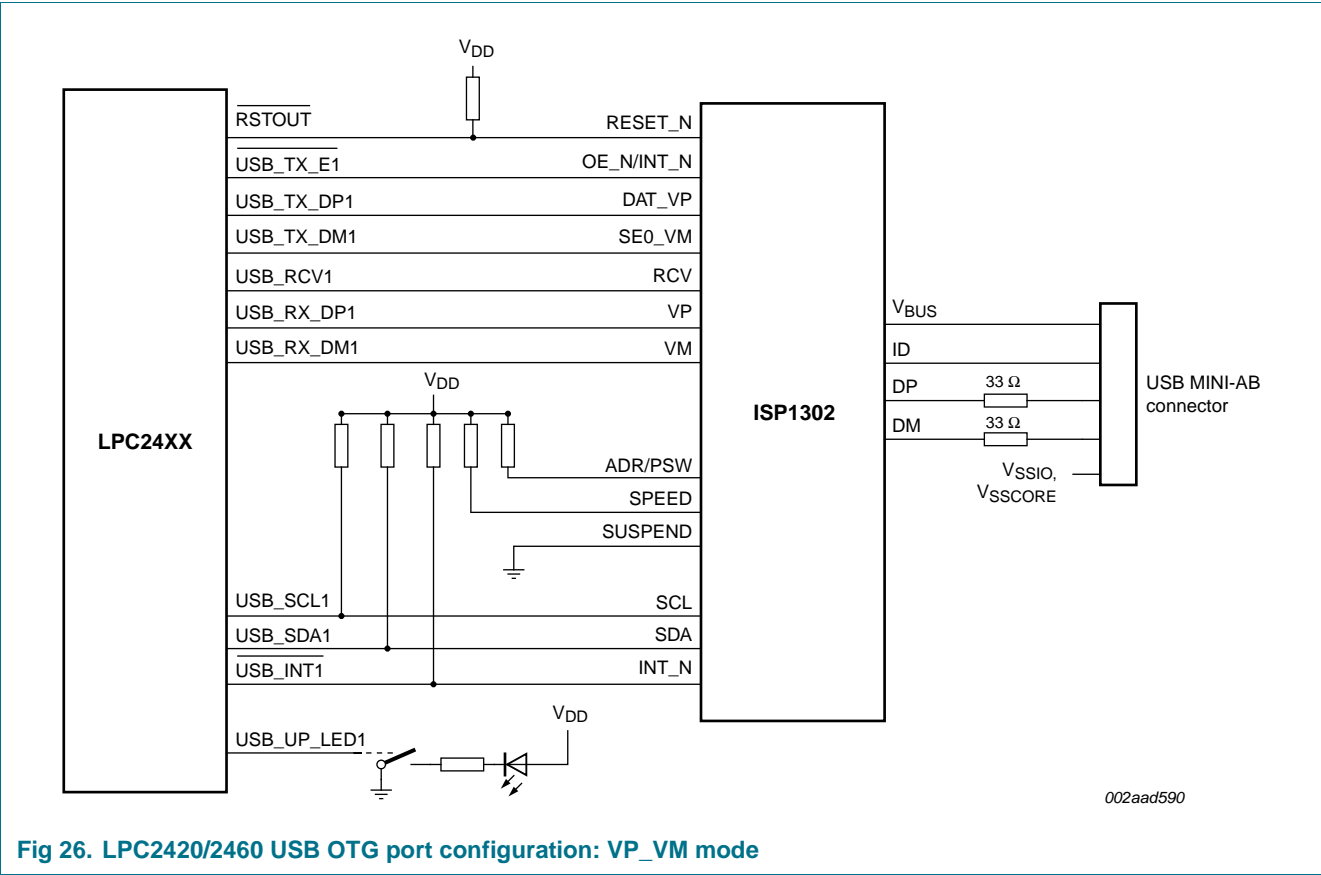 VDD
RSTOUT RESET_N
USB_TX_E1 OE_N/INT_N
USB_TX_DP1 DAT_VP
USB_TX_DM1 SE0_VM
USB_RCV1 RCV
USB_RX_DP1 VP
USB_RX_DM1 VM
VBUS
ID
DP 33 Ω
DM 33 Ω
USB MINI-AB
connector
VSSIO,
VSSCORE
LPC24XX
ISP1302
VDD
ADR/PSW
SPEED
SUSPEND
USB_SCL1 SCL
USB_SDA1 SDA
USB_INT1 INT_N
VDD
USB_UP_LED1
002aad590
Fig 26. LPC2420/2460 USB OTG port configuration: VP_VM mode